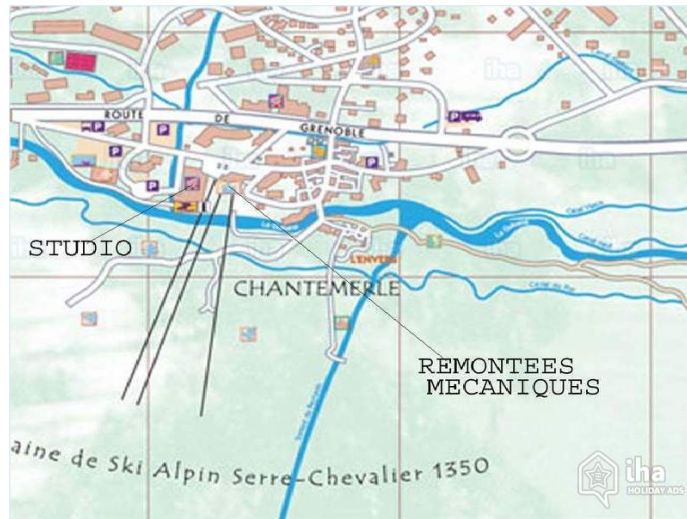 ROUTE DE GRENOBLE
P
P
P
P
P
P
STUDIO
L'ENVERS
CHANTEMERLE
REMONTEES
MECANIQUES
aine de Ski Alpin Serre-Chevalier 1350
iha
HOLIDAY ADS